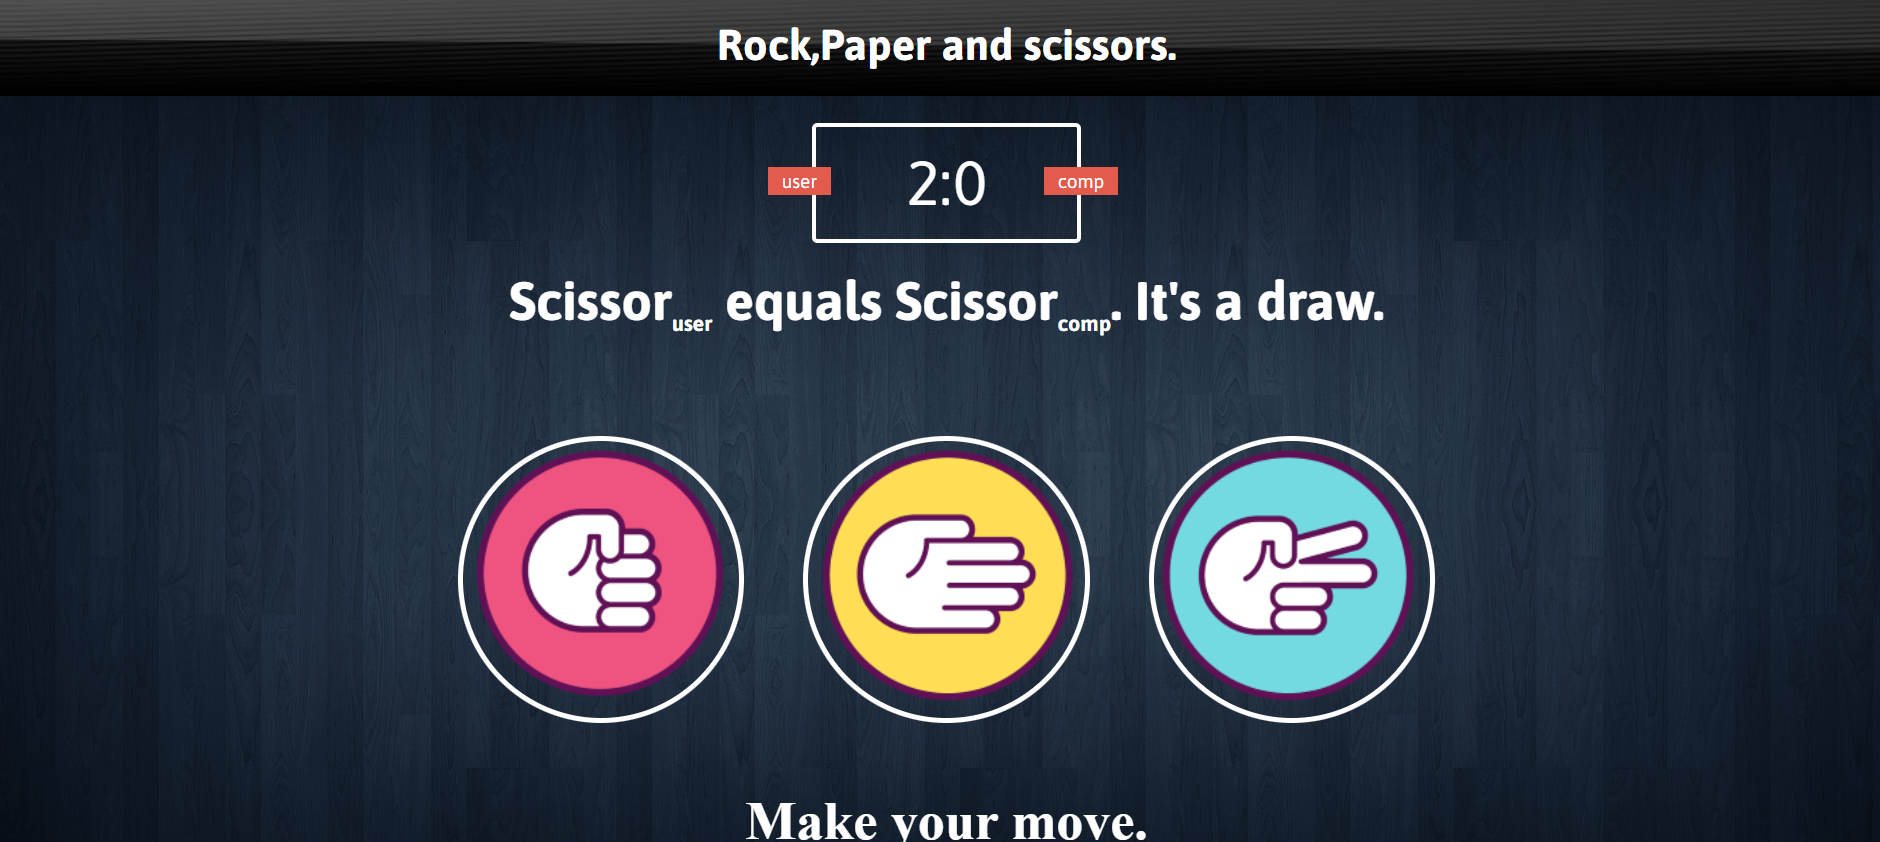 Rock,Paper and scissors.
user 2:0 comp
Scissoruser equals Scissorcomp. It's a draw.
Make your move.